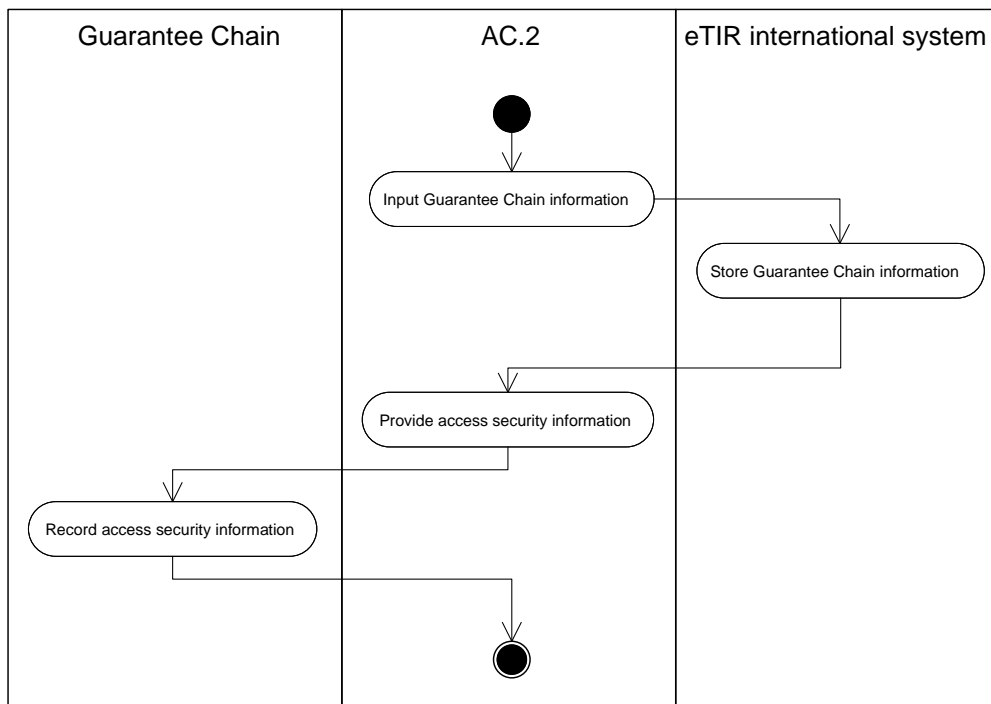 Guarantee Chain
AC.2
eTIR international system
Input Guarantee Chain information
Store Guarantee Chain information
Provide access security information
Record access security information